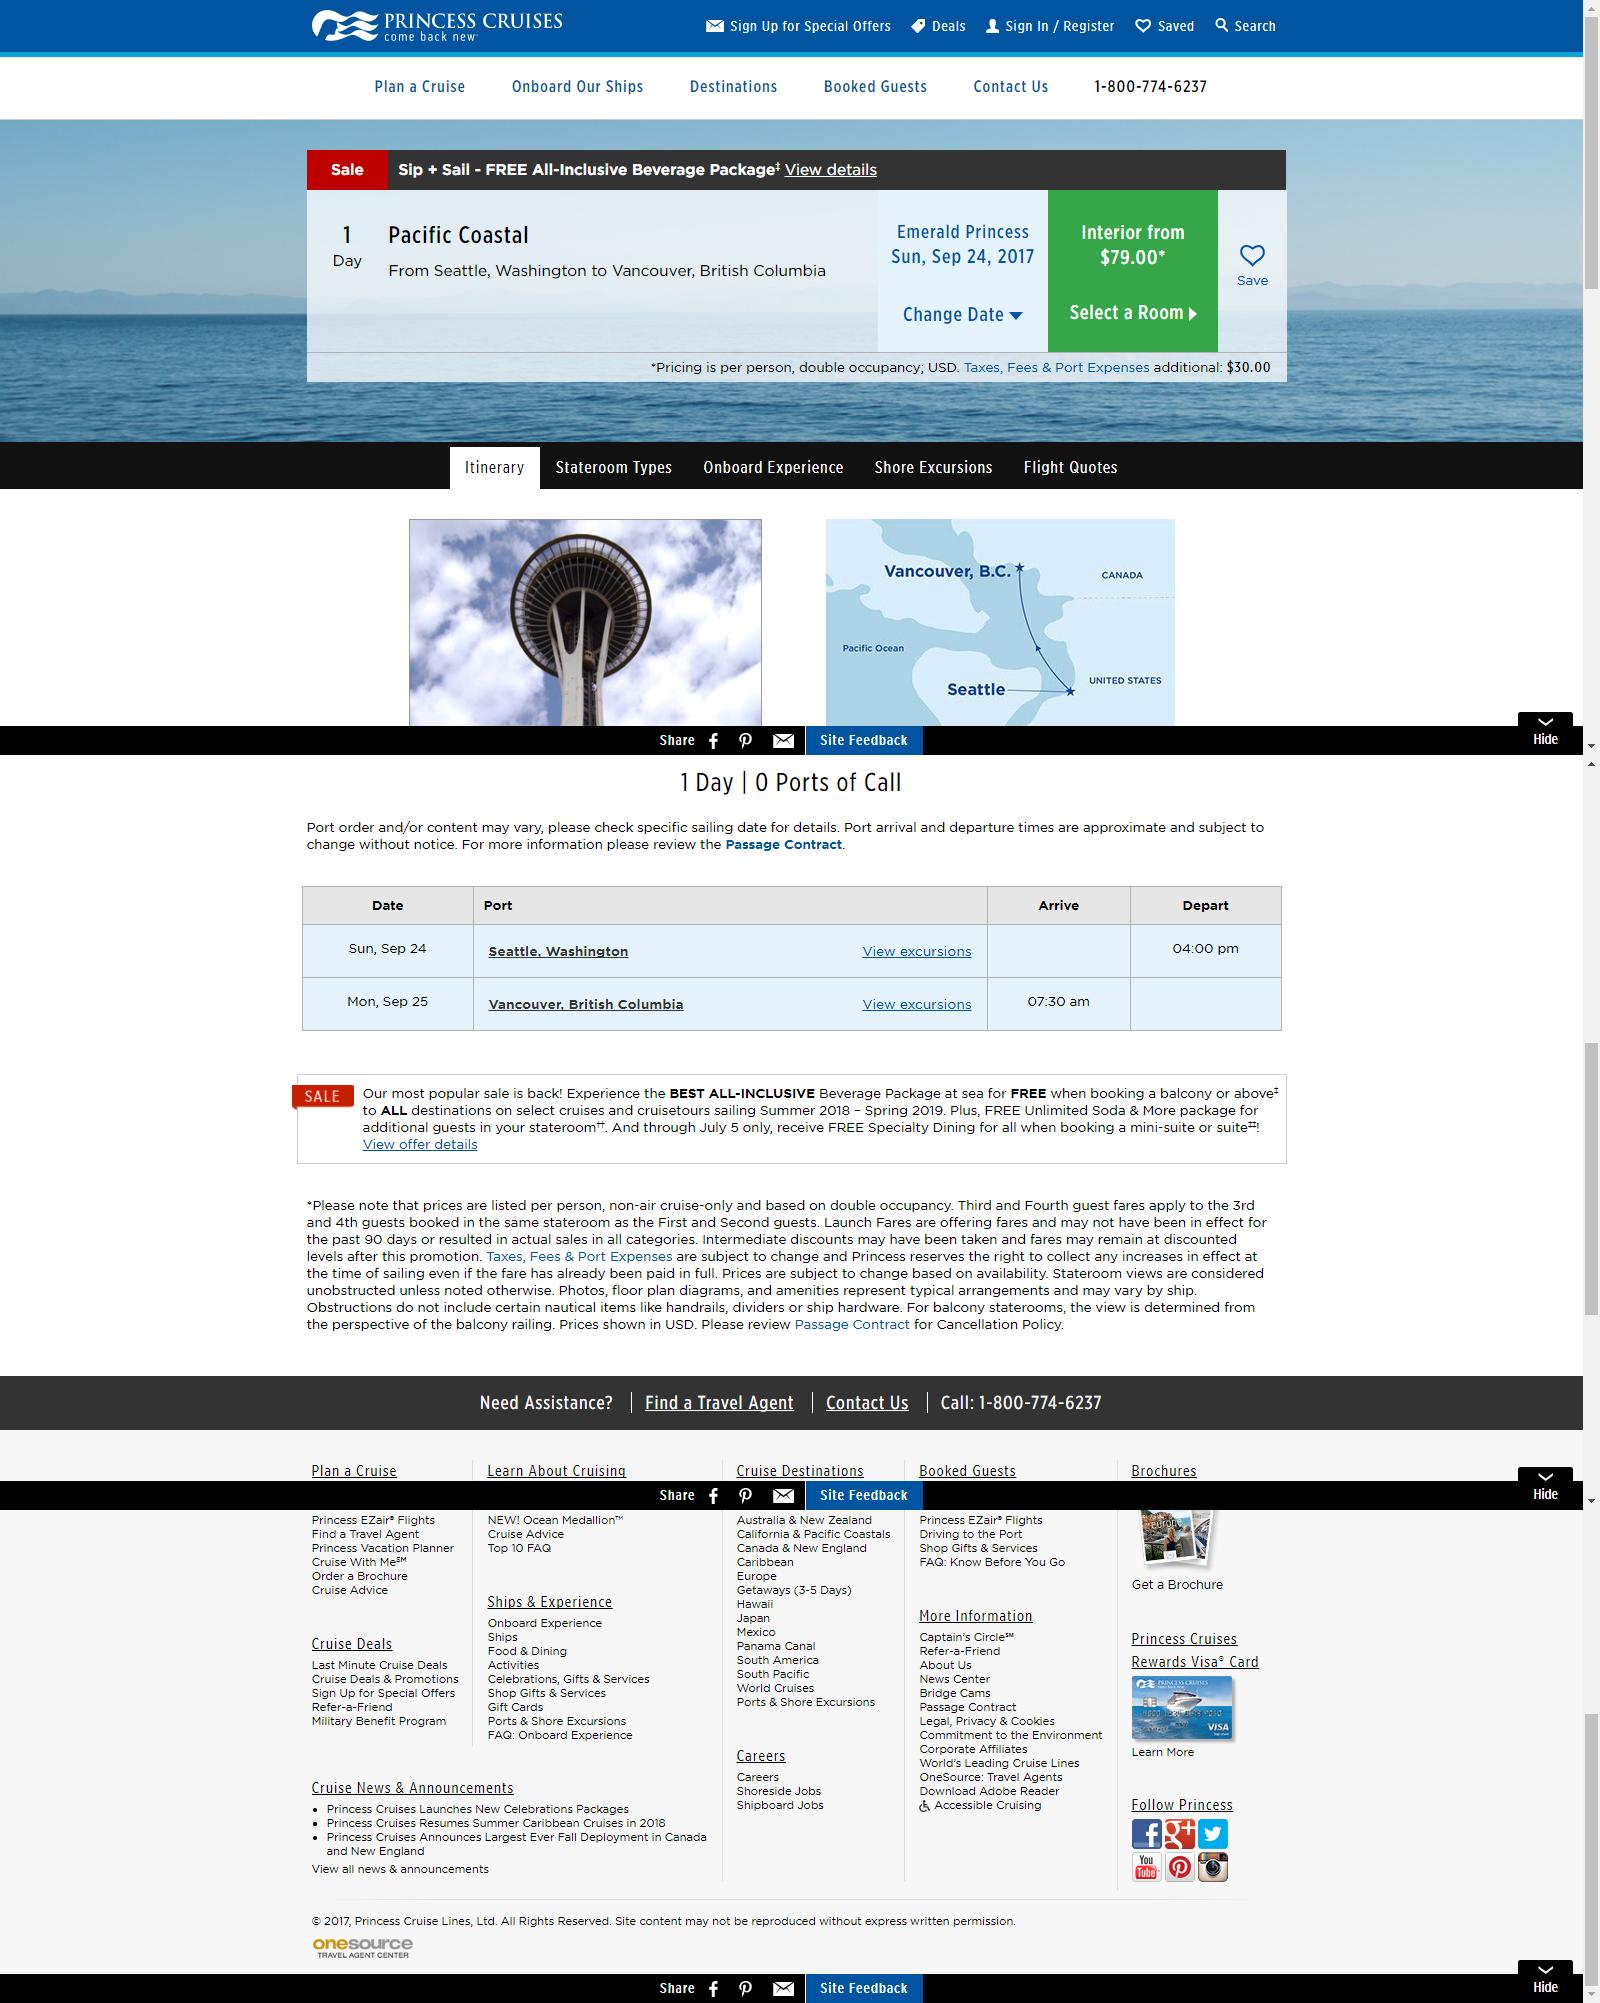 PRINCESS CRUISES
come back new
Sign Up for Special Offers Deals Sign In / Register Saved Search
Plan a Cruise Onboard Our Ships Destinations Booked Guests Contact Us 1-800-774-6237
Sale Sip + Sail - FREE All-Inclusive Beverage Package‡ View details
1
Day
Pacific Coastal
From Seattle, Washington to Vancouver, British Columbia
Emerald Princess
Sun, Sep 24, 2017
Change Date
Interior from
$79.00*
Select a Room
Save
*Pricing is per person, double occupancy; USD. Taxes, Fees & Port Expenses additional: $30.00
Itinerary Stateroom Types Onboard Experience Shore Excursions Flight Quotes
Vancouver, B.C.
CANADA
Pacific Ocean
UNITED STATES
Seattle
Share Site Feedback Hide
1 Day | 0 Ports of Call
Port order and/or content may vary, please check specific sailing date for details. Port arrival and departure times are approximate and subject to
change without notice. For more information please review the Passage Contract.
Date Port Arrive Depart
Sun, Sep 24 Seattle, Washington View excursions 04:00 pm
Mon, Sep 25 Vancouver, British Columbia View excursions 07:30 am
SALE
Our most popular sale is back! Experience the BEST ALL-INCLUSIVE Beverage Package at sea for FREE when booking a balcony or above‡
to ALL destinations on select cruises and cruisetours sailing Summer 2018 – Spring 2019. Plus, FREE Unlimited Soda & More package for
additional guests in your stateroom††. And through July 5 only, receive FREE Specialty Dining for all when booking a mini-suite or suite‡‡!
View offer details
*Please note that prices are listed per person, non-air cruise-only and based on double occupancy. Third and Fourth guest fares apply to the 3rd
and 4th guests booked in the same stateroom as the First and Second guests. Launch Fares are offering fares and may not have been in effect for
the past 90 days or resulted in actual sales in all categories. Intermediate discounts may have been taken and fares may remain at discounted
levels after this promotion. Taxes, Fees & Port Expenses are subject to change and Princess reserves the right to collect any increases in effect at
the time of sailing even if the fare has already been paid in full. Prices are subject to change based on availability. Stateroom views are considered
unobstructed unless noted otherwise. Photos, floor plan diagrams, and amenities represent typical arrangements and may vary by ship.
Obstructions do not include certain nautical items like handrails, dividers or ship hardware. For balcony staterooms, the view is determined from
the perspective of the balcony railing. Prices shown in USD. Please review Passage Contract for Cancellation Policy.
Need Assistance? Find a Travel Agent Contact Us Call: 1-800-774-6237
Plan a Cruise Learn About Cruising Cruise Destinations Booked Guests Brochures
Share Site Feedback Hide
Princess EZair® Flights
Find a Travel Agent
Princess Vacation Planner
Cruise With Me℠
Order a Brochure
Cruise Advice
Cruise Deals
Last Minute Cruise Deals
Cruise Deals & Promotions
Sign Up for Special Offers
Refer-a-Friend
Military Benefit Program
NEW! Ocean Medallion™
Cruise Advice
Top 10 FAQ
Ships & Experience
Onboard Experience
Ships
Food & Dining
Activities
Celebrations, Gifts & Services
Shop Gifts & Services
Gift Cards
Ports & Shore Excursions
FAQ: Onboard Experience
Cruise News & Announcements
• Princess Cruises Launches New Celebrations Packages
• Princess Cruises Resumes Summer Caribbean Cruises in 2018
• Princess Cruises Announces Largest Ever Fall Deployment in Canada
and New England
View all news & announcements
Australia & New Zealand
California & Pacific Coastals
Canada & New England
Caribbean
Europe
Getaways (3-5 Days)
Hawaii
Japan
Mexico
Panama Canal
South America
South Pacific
World Cruises
Ports & Shore Excursions
Careers
Careers
Shoreside Jobs
Shipboard Jobs
Princess EZair® Flights
Driving to the Port
Shop Gifts & Services
FAQ: Know Before You Go
More Information
Captain's Circle℠
Refer-a-Friend
About Us
News Center
Bridge Cams
Passage Contract
Legal, Privacy & Cookies
Commitment to the Environment
Corporate Affiliates
World's Leading Cruise Lines
OneSource: Travel Agents
Download Adobe Reader
Accessible Cruising
Europe
Get a Brochure
Princess Cruises
Rewards Visa® Card
PRINCESS CRUISES
VISA
Learn More
Follow Princess
You
Tube
© 2017, Princess Cruise Lines, Ltd. All Rights Reserved. Site content may not be reproduced without express written permission.
onesource
TRAVEL AGENT CENTER
Share Site Feedback Hide